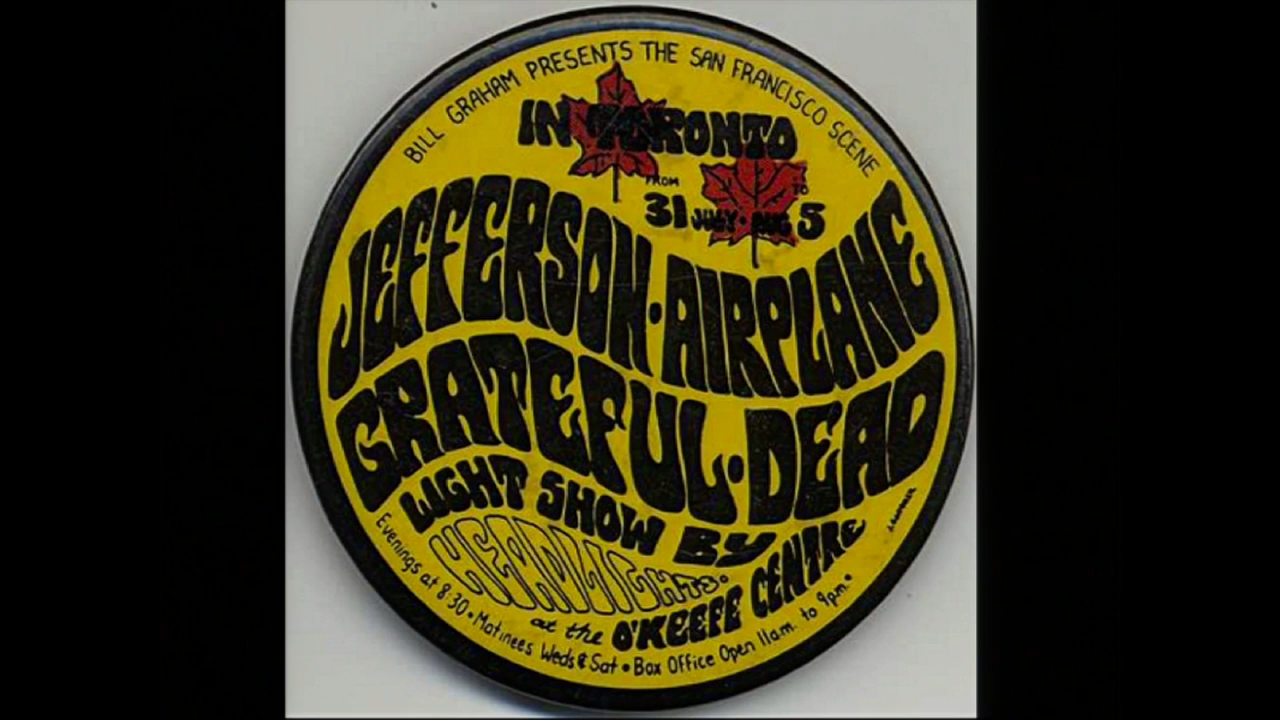 BILL GRAHAM PRESENTS THE SAN FRANCISCO SCENE
IN TORONTO
FROM TO
31 JULY • AUG 5
JEFFERSON • AIRPLANE
GRATEFUL • DEAD
LIGHT SHOW BY
HEADLIGHTS.
at the O'KEEFE CENTRE
Evenings at 8:30 • Matinees Weds & Sat • Box Office Open 11am. to 9p.m. •